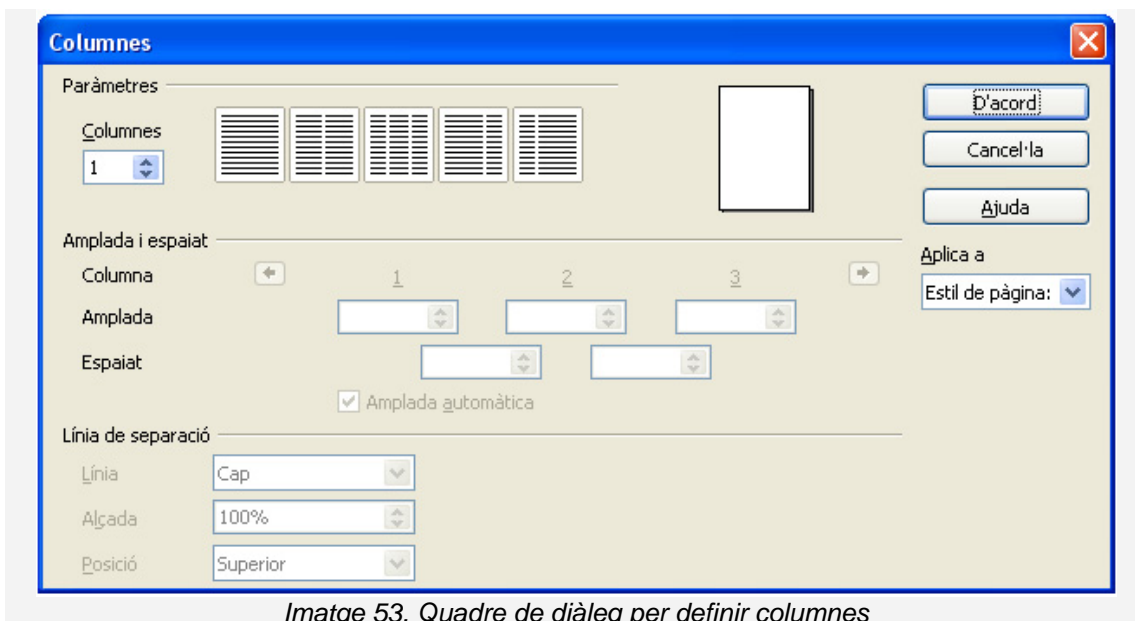 Columnes
Paràmetres
Columnes
1
D'acord
Cancel·la
Ajuda
Amplada i espaiat
Columna 1 2 3
Amplada
Espaiat
Amplada automàtica
Aplica a
Estil de pàgina:
Línia de separació
Línia Cap
Alçada 100%
Posició Superior
Imatge 53. Quadre de diàleg per definir columnes